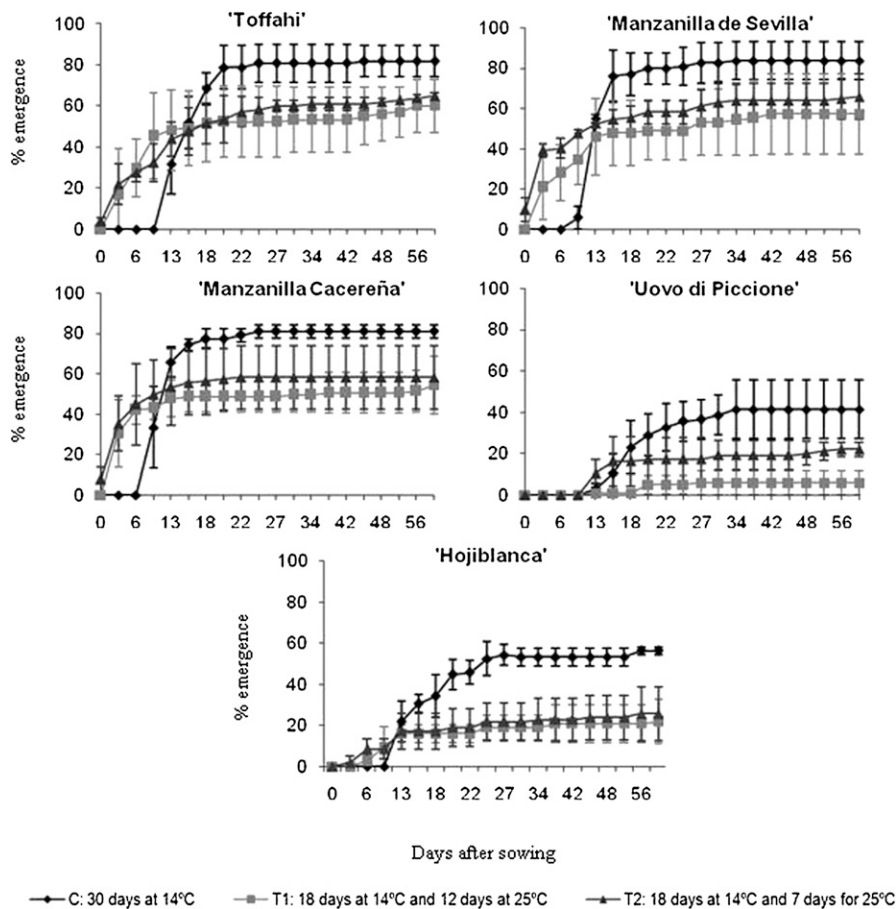 'Toffahi'
'Manzanilla de Sevilla'
% emergence
100
80
60
40
20
0
0 6 13 18 22 27 34 42 48 56
100
80
60
40
20
0
0 6 13 18 22 27 34 42 48 56
'Manzanilla Cacereña'
'Uovo di Piccione'
% emergence
100
80
60
40
20
0
0 6 13 18 22 27 34 42 48 56
100
80
60
40
20
0
0 6 13 18 22 27 34 42 48 56
'Hojiblanca'
% emergence
100
80
60
40
20
0
0 6 13 18 22 27 34 42 48 56
Days after sowing
C: 30 days at 14ºC T1: 18 days at 14ºC and 12 days at 25ºC T2: 18 days at 14ºC and 7 days for 25ºC